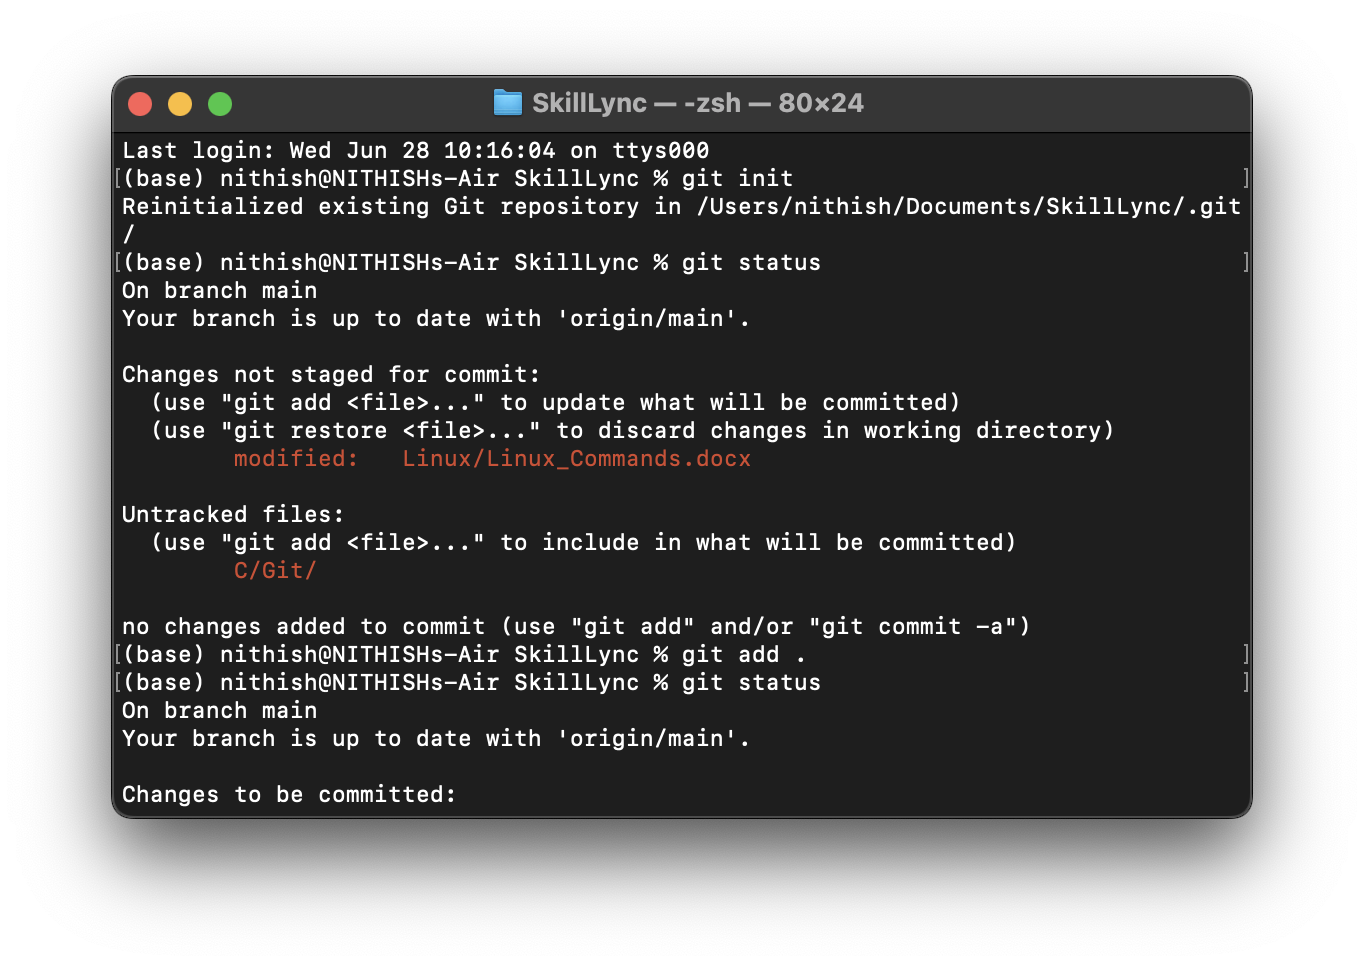 SkillLync — -zsh — 80×24
Last login: Wed Jun 28 10:16:04 on ttys000
[(base) nithish@NITHISHs-Air SkillLync % git init ]
Reinitialized existing Git repository in /Users/nithish/Documents/SkillLync/.git
/
[(base) nithish@NITHISHs-Air SkillLync % git status ]
On branch main
Your branch is up to date with 'origin/main'.

Changes not staged for commit:
  (use "git add <file>..." to update what will be committed)
  (use "git restore <file>..." to discard changes in working directory)
        modified:   Linux/Linux_Commands.docx

Untracked files:
  (use "git add <file>..." to include in what will be committed)
        C/Git/

no changes added to commit (use "git add" and/or "git commit -a")
[(base) nithish@NITHISHs-Air SkillLync % git add . ]
[(base) nithish@NITHISHs-Air SkillLync % git status ]
On branch main
Your branch is up to date with 'origin/main'.

Changes to be committed: